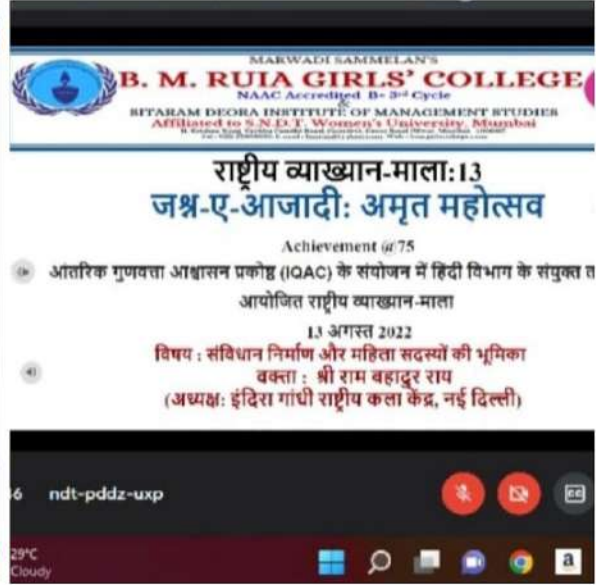 MARWADI SAMMELAN'S
B. M. RUIA GIRLS' COLLEGE
NAAC Accredited B+ 3rd Cycle
&
SITARAM DEORA INSTITUTE OF MANAGEMENT STUDIES
Affiliated to S.N.D.T. Women's University, Mumbai
राष्ट्रीय व्याख्यान-माला:13
जश्न-ए-आजादी: अमृत महोत्सव
Achievement @75
आंतरिक गुणवत्ता आश्वासन प्रकोष्ठ (IQAC) के संयोजन में हिंदी विभाग के संयुक्त त
आयोजित राष्ट्रीय व्याख्यान-माला
13 अगस्त 2022
विषय : संविधान निर्माण और महिला सदस्यों की भूमिका
वक्ता : श्री राम बहादुर राय
(अध्यक्ष: इंदिरा गांधी राष्ट्रीय कला केंद्र, नई दिल्ली)
6 ndt-pddz-uxp
CC
29°C
Cloudy
a